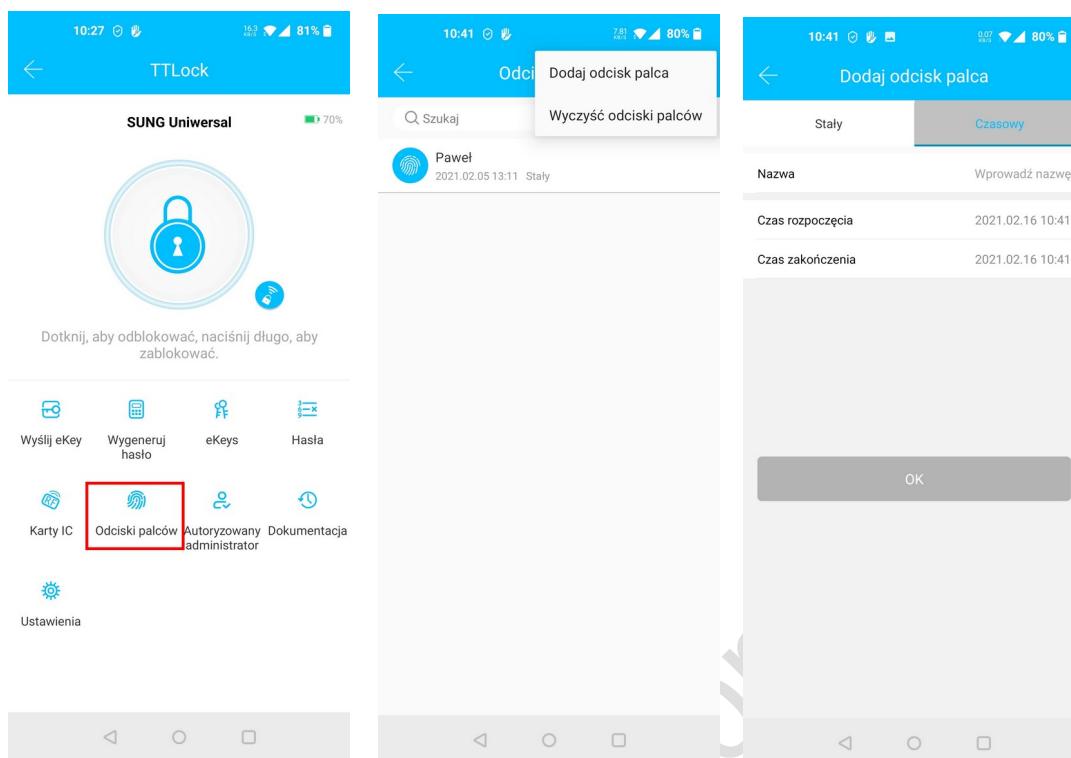 10:27
16.3 KB/S
81%
TTLock
SUNG Uniwersal
70%
Dotknij, aby odblokować, naciśnij długo, aby
zablokować.
Wyślij eKey
Wygeneruj
hasło
eKeys
Hasła
Karty IC
Odciski palców
Autoryzowany
administrator
Dokumentacja
Ustawienia
10:41
7.81 KB/S
80%
Odci
Dodaj odcisk palca
Wyczyść odciski palców
Szukaj
Paweł
2021.02.05 13:11 Stały
10:41
0.07 KB/S
80%
Dodaj odcisk palca
Stały
Czasowy
Nazwa
Wprowadź nazwę
Czas rozpoczęcia
2021.02.16 10:41
Czas zakończenia
2021.02.16 10:41
OK